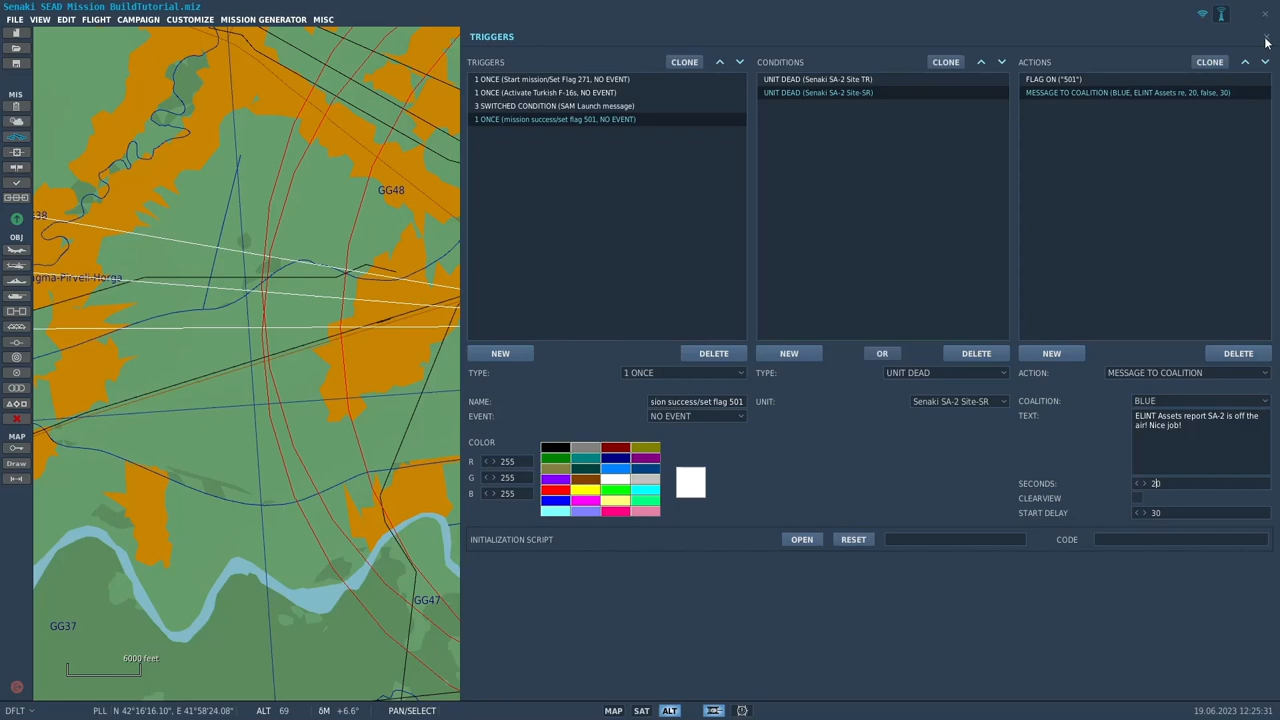 Senaki SEAD Mission BuildTutorial.miz
FILE VIEW EDIT FLIGHT CAMPAIGN CUSTOMIZE MISSION GENERATOR MISC
TRIGGERS
TRIGGERS CLONE CONDITIONS CLONE ACTIONS CLONE
1 ONCE (Start mission/Set Flag 271, NO EVENT) UNIT DEAD (Senaki SA-2 Site TR) FLAG ON ("501")
1 ONCE (Activate Turkish F-16s, NO EVENT) UNIT DEAD (Senaki SA-2 Site-SR) MESSAGE TO COALITION (BLUE, ELINT Assets re, 20, false, 30)
3 SWITCHED CONDITION (SAM Launch message)
1 ONCE (mission success/set flag 501, NO EVENT)
MIS
GG48
38
OBJ
igma-Pirveli-Horga
NEW DELETE NEW OR DELETE NEW DELETE
TYPE: 1 ONCE TYPE: UNIT DEAD ACTION: MESSAGE TO COALITION
NAME: sion success/set flag 501 UNIT: Senaki SA-2 Site-SR COALITION: BLUE
EVENT: NO EVENT TEXT: ELINT Assets report SA-2 is off the
air! Nice job!
COLOR
R 255
G 255
B 255
SECONDS: 20
CLEARVIEW
START DELAY 30
MAP
Draw
INITIALIZATION SCRIPT OPEN RESET CODE
GG47
GG37
6000 feet
DFLT PLL N 42°16'16.10", E 41°58'24.08" ALT 69 δM +6.6° PAN/SELECT MAP SAT ALT 19.06.2023 12:25:31